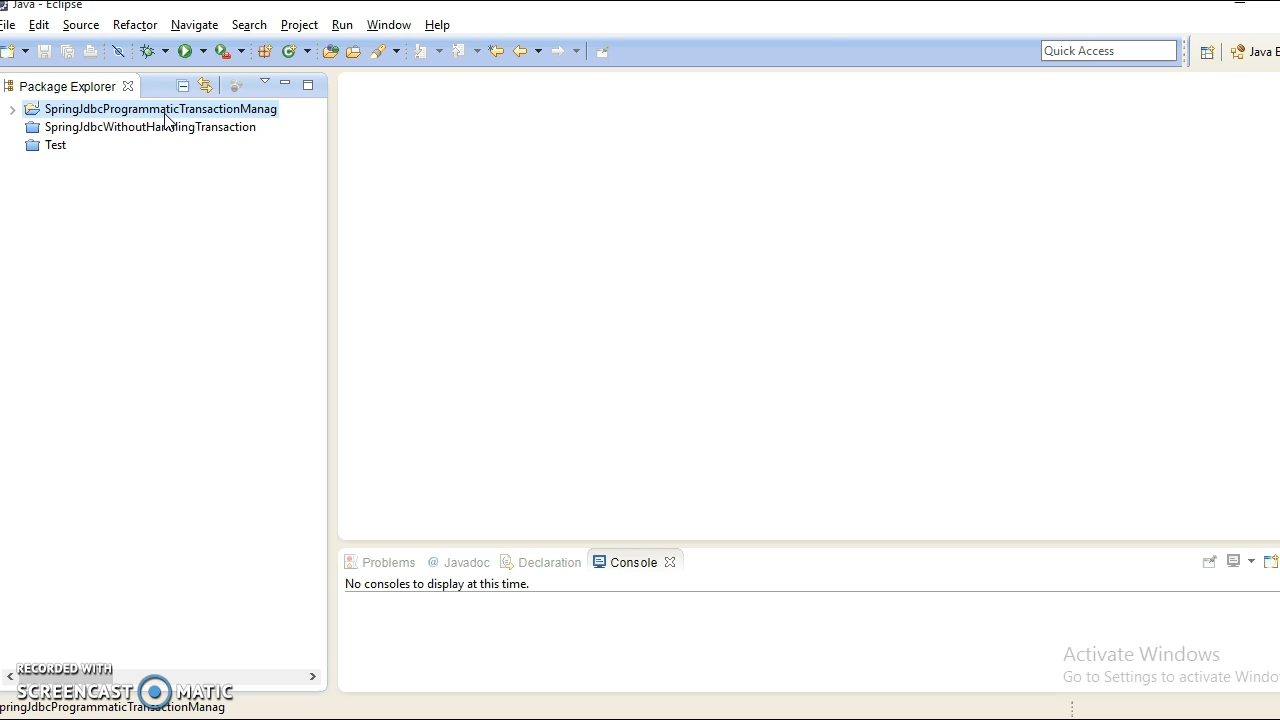 Java - Eclipse
File Edit Source Refactor Navigate Search Project Run Window Help
Quick Access
Java E
Package Explorer
SpringJdbcProgrammaticTransactionManag
SpringJdbcWithoutHandlingTransaction
Test
Problems @ Javadoc Declaration Console
No consoles to display at this time.
Activate Windows
Go to Settings to activate Windo
RECORDED WITH
SCREENCAST MATIC
pringJdbcProgrammaticTransactionManag